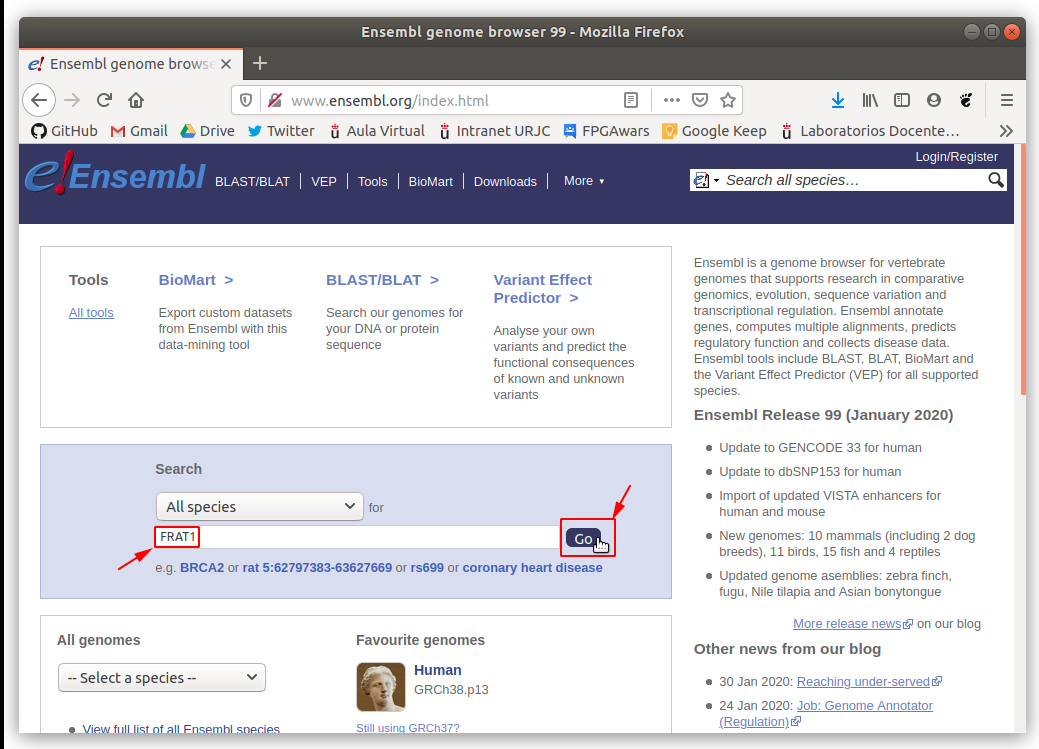 Ensembl genome browser 99 - Mozilla Firefox
e! Ensembl genome browse
www.ensembl.org/index.html
GitHub Gmail Drive Twitter Aula Virtual Intranet URJC FPGAwars Google Keep Laboratorios Docente…
Login/Register
e!Ensembl BLAST/BLAT VEP Tools BioMart Downloads More
Search all species…
Tools
All tools
BioMart >
Export custom datasets
from Ensembl with this
data-mining tool
BLAST/BLAT >
Search our genomes for
your DNA or protein
sequence
Variant Effect
Predictor >
Analyse your own
variants and predict the
functional consequences
of known and unknown
variants
Search
All species for
FRAT1
Go
e.g. BRCA2 or rat 5:62797383-63627669 or rs699 or coronary heart disease
All genomes
-- Select a species --
View full list of all Ensembl species
Favourite genomes
Human
GRCh38.p13
Still using GRCh37?
Ensembl is a genome browser for vertebrate
genomes that supports research in comparative
genomics, evolution, sequence variation and
transcriptional regulation. Ensembl annotate
genes, computes multiple alignments, predicts
regulatory function and collects disease data.
Ensembl tools include BLAST, BLAT, BioMart and
the Variant Effect Predictor (VEP) for all supported
species.
Ensembl Release 99 (January 2020)
Update to GENCODE 33 for human
Update to dbSNP153 for human
Import of updated VISTA enhancers for
human and mouse
New genomes: 10 mammals (including 2 dog
breeds), 11 birds, 15 fish and 4 reptiles
Updated genome asemblies: zebra finch,
fugu, Nile tilapia and Asian bonytongue
More release news on our blog
Other news from our blog
30 Jan 2020: Reaching under-served
24 Jan 2020: Job: Genome Annotator
(Regulation)